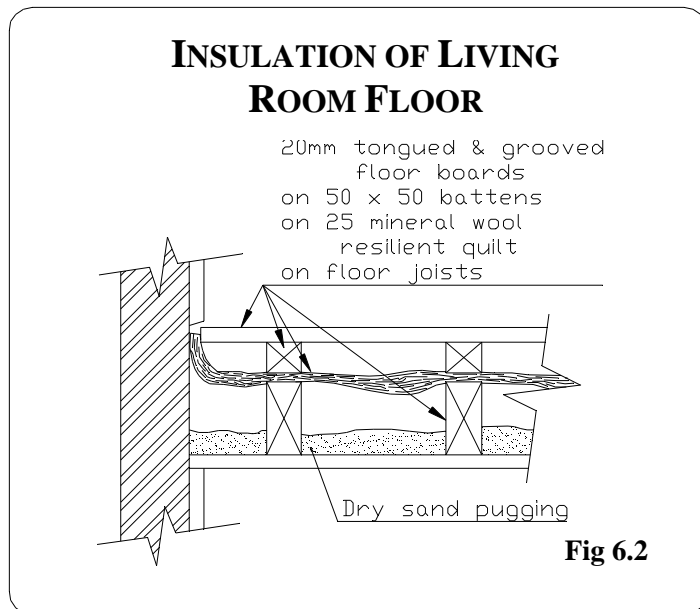 INSULATION OF LIVING
ROOM FLOOR
20mm tongued & grooved
floor boards
on 50 x 50 battens
on 25 mineral wool
resilient quilt
on floor joists
Dry sand pugging
Fig 6.2